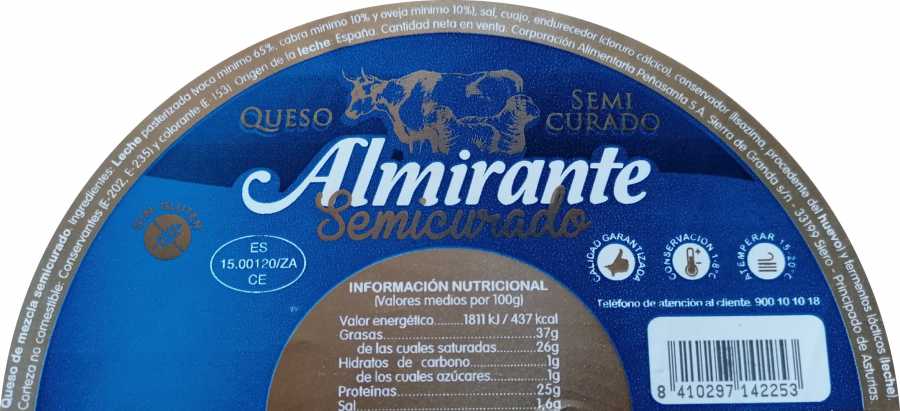 Queso de mezcla semicurado. Ingredientes: Leche pasterizada (vaca mínimo 65%, cabra mínimo 10% y oveja mínimo 10%), sal, cuajo, endurecedor (cloruro cálcico), conservador (lisozima, procedente del huevo) y fermentos lácticos (leche).
Corteza no comestible: Conservantes (E-202, E-235) y colorante (E 153). Origen de la leche: España. Cantidad neta en venta. Corporación Alimentaria Peñasanta S.A. Sierra de Granda s/n - 33199 Siero - Principado de Asturias.
QUESO
SEMI
CURADO
Almirante
Semicurado
SIN GLUTEN
ES
15.00120/ZA
CE
CALIDAD GARANTIZADA
CONSERVACIÓN 1-8°C
ATEMPERAR 15-20°C
Teléfono de atención al cliente 900 10 10 18
INFORMACIÓN NUTRICIONAL
(Valores medios por 100g)
Valor energético..........1811 kJ / 437 kcal
Grasas..........37g
de las cuales saturadas..........26g
Hidratos de carbono..........1g
de los cuales azúcares..........1g
Proteínas..........25g
Sal..........1,6g
8 410297 142253